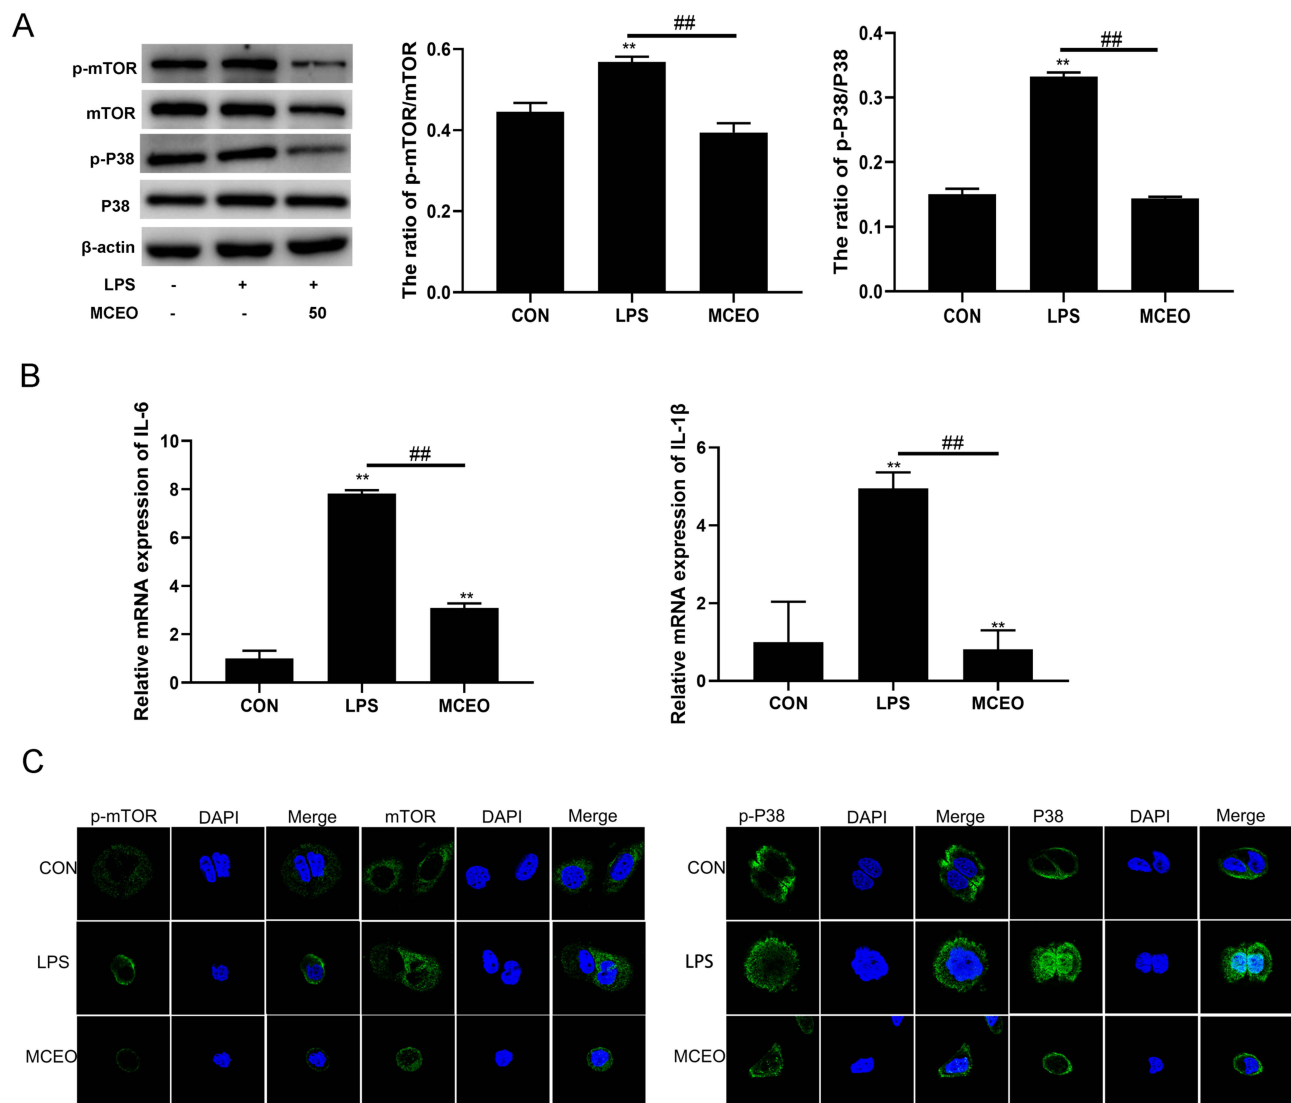 A
p-mTOR
mTOR
p-P38
P38
β-actin
LPS - + +
MCEO - - 50
The ratio of p-mTOR/mTOR
0.6
0.4
0.2
0.0
**
##
CON LPS MCEO
The ratio of p-P38/P38
0.4
0.3
0.2
0.1
0.0
**
##
CON LPS MCEO
B
Relative mRNA expression of IL-6
10
8
6
4
2
0
**
##
**
CON LPS MCEO
Relative mRNA expression of IL-1β
6
4
2
0
**
##
**
CON LPS MCEO
C
p-mTOR DAPI Merge mTOR DAPI Merge
CON
LPS
MCEO
p-P38 DAPI Merge P38 DAPI Merge
CON
LPS
MCEO